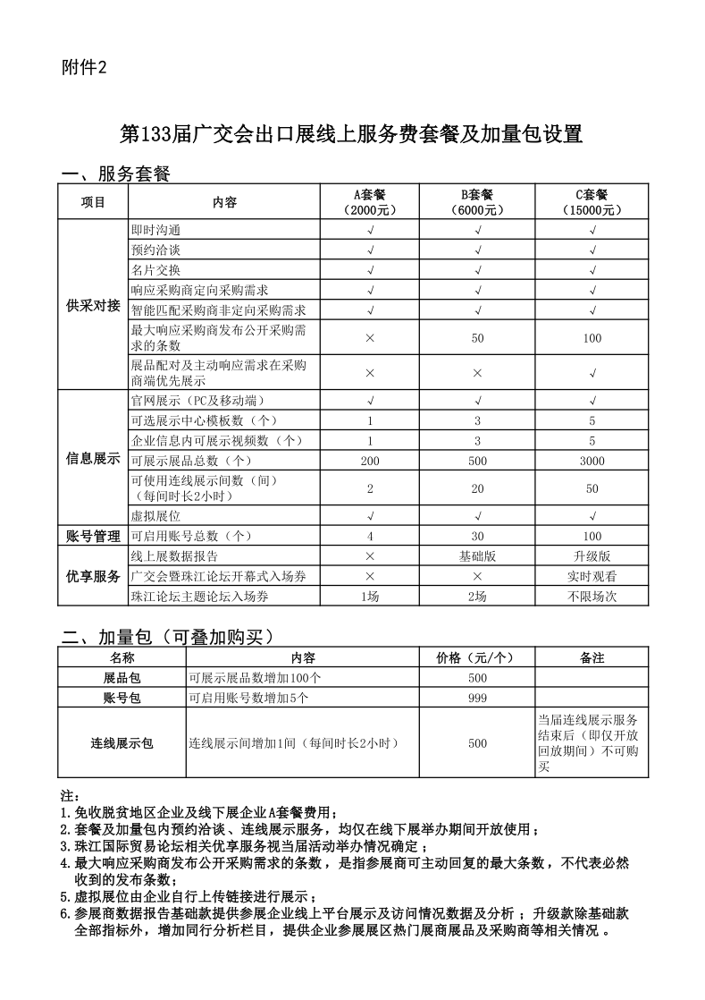 附件2
第133届广交会出口展线上服务费套餐及加量包设置
一、服务套餐
项目 内容 A套餐 B套餐 C套餐
（2000元） （6000元） （15000元）
供采对接
即时沟通 √ √ √
预约洽谈 √ √ √
名片交换 √ √ √
响应采购商定向采购需求 √ √ √
智能匹配采购商非定向采购需求 √ √ √
最大响应采购商发布公开采购需
求的条数 × 50 100
展品配对及主动响应需求在采购
商端优先展示 × × √
信息展示
官网展示（PC及移动端） √ √ √
可选展示中心模板数（个） 1 3 5
企业信息内可展示视频数（个） 1 3 5
可展示展品总数（个） 200 500 3000
可使用连线展示间数（间）
（每间时长2小时） 2 20 50
虚拟展位 √ √ √
账号管理 可启用账号总数（个） 4 30 100
优享服务
线上展数据报告 × 基础版 升级版
广交会暨珠江论坛开幕式入场券 × × 实时观看
珠江论坛主题论坛入场券 1场 2场 不限场次
二、加量包（可叠加购买）
名称 内容 价格（元/个） 备注
展品包 可展示展品数增加100个 500
账号包 可启用账号数增加5个 999
连线展示包 连线展示间增加1间（每间时长2小时） 500
当届连线展示服务
结束后（即仅开放
回放期间）不可购
买
注：
1.免收脱贫地区企业及线下展企业A套餐费用；
2.套餐及加量包内预约洽谈、连线展示服务，均仅在线下展举办期间开放使用；
3.珠江国际贸易论坛相关优享服务视当届活动举办情况确定；
4.最大响应采购商发布公开采购需求的条数，是指参展商可主动回复的最大条数，不代表必然
收到的发布条数；
5.虚拟展位由企业自行上传链接进行展示；
6.参展商数据报告基础款提供参展企业线上平台展示及访问情况数据及分析；升级款除基础款
全部指标外，增加同行分析栏目，提供企业参展展区热门展商展品及采购商等相关情况。